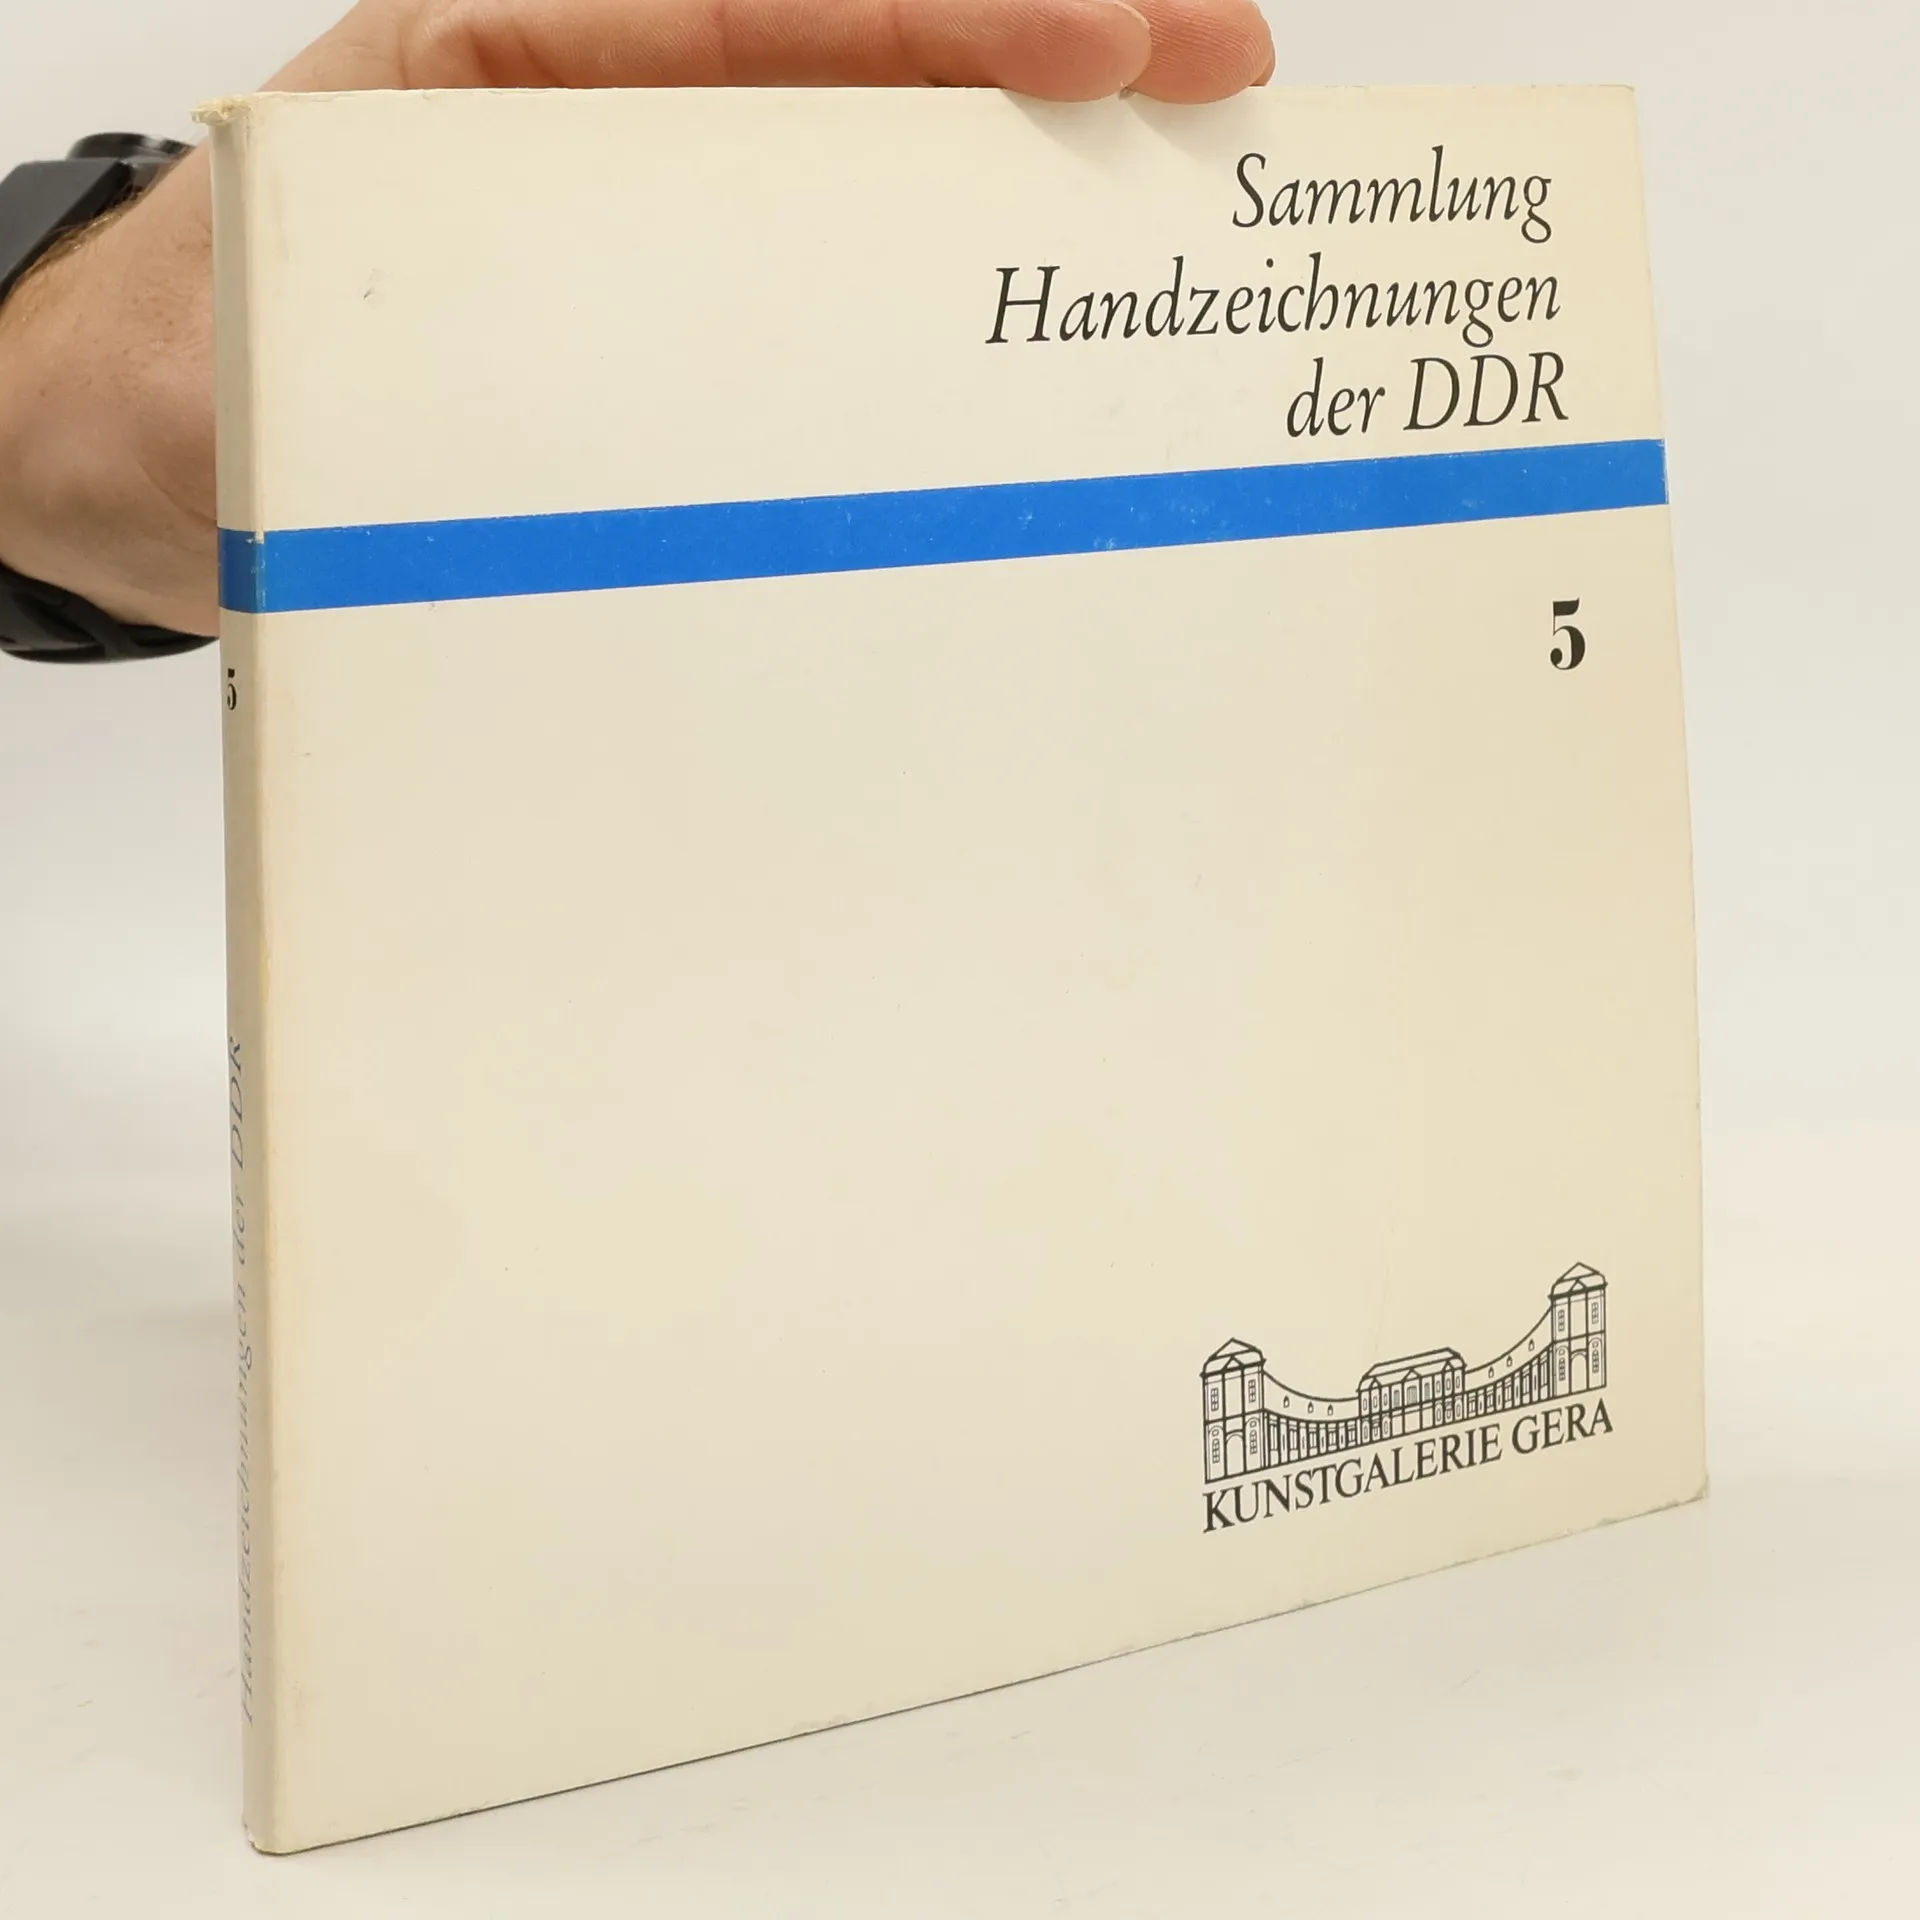 Sammlung
Handzeichnungen
der DDR
5
KUNSTGALERIE GERA
5
Handzeichnungen der DDR